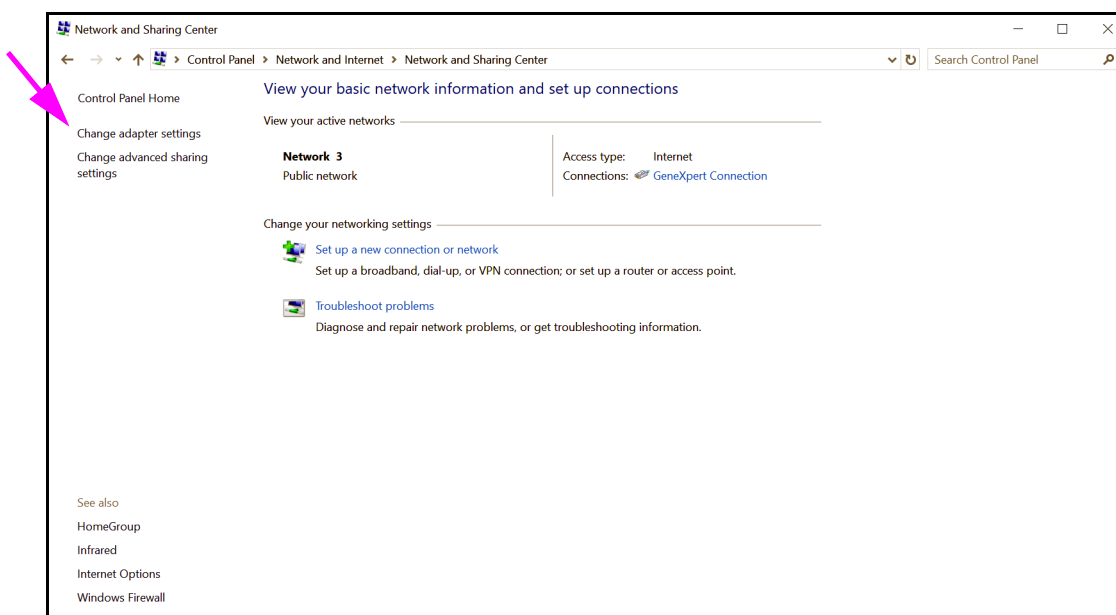 Network and Sharing Center
Control Panel > Network and Internet > Network and Sharing Center
Search Control Panel
Control Panel Home
Change adapter settings
Change advanced sharing
settings
View your basic network information and set up connections
View your active networks
Network 3
Public network
Access type: Internet
Connections: GeneXpert Connection
Change your networking settings
Set up a new connection or network
Set up a broadband, dial-up, or VPN connection; or set up a router or access point.
Troubleshoot problems
Diagnose and repair network problems, or get troubleshooting information.
See also
HomeGroup
Infrared
Internet Options
Windows Firewall